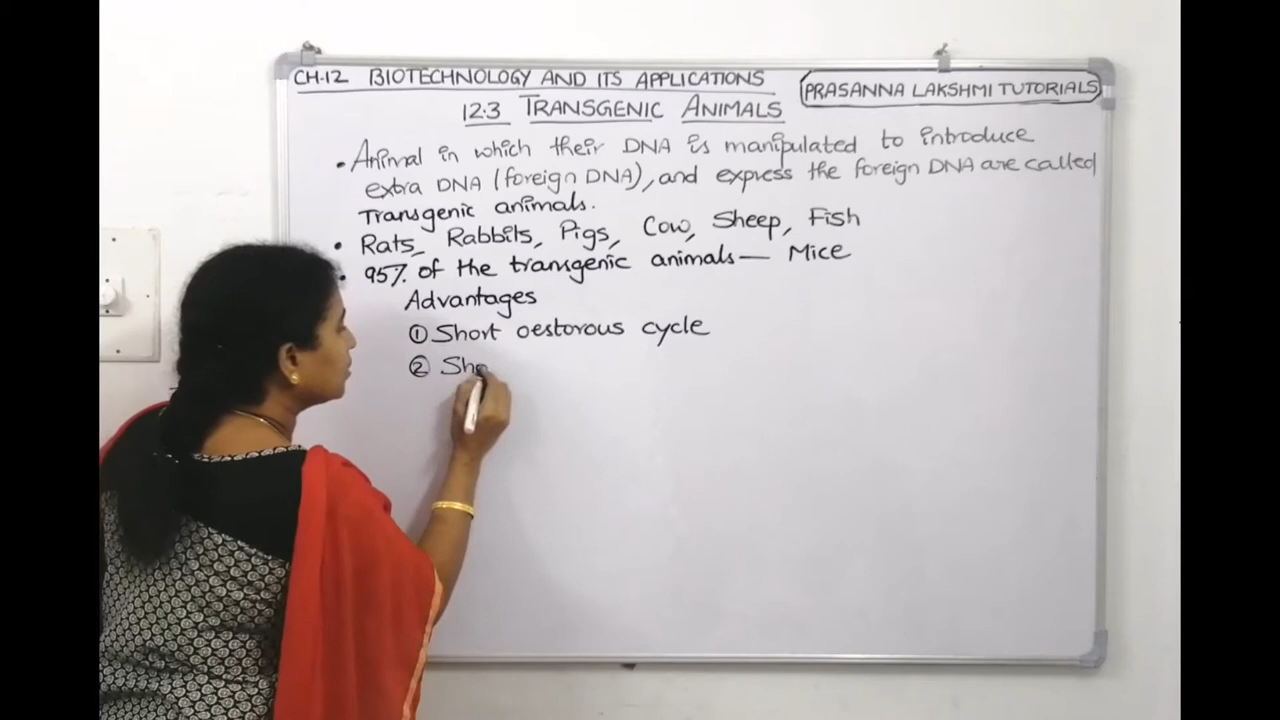 CH.12 BIOTECHNOLOGY AND ITS APPLICATIONS
PRASANNA LAKSHMI TUTORIALS
12.3 TRANSGENIC ANIMALS
• Animal in which their DNA is manipulated to introduce
extra DNA (foreign DNA), and express the foreign DNA are called
Transgenic animals.
• Rats, Rabbits, Pigs, Cow, Sheep, Fish
• 95% of the transgenic animals — Mice
Advantages
① Short oestorous cycle
② Sho